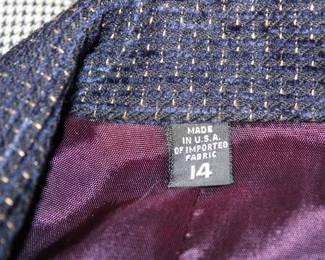 MADE
IN U.S.A.
OF IMPORTED
FABRIC
14